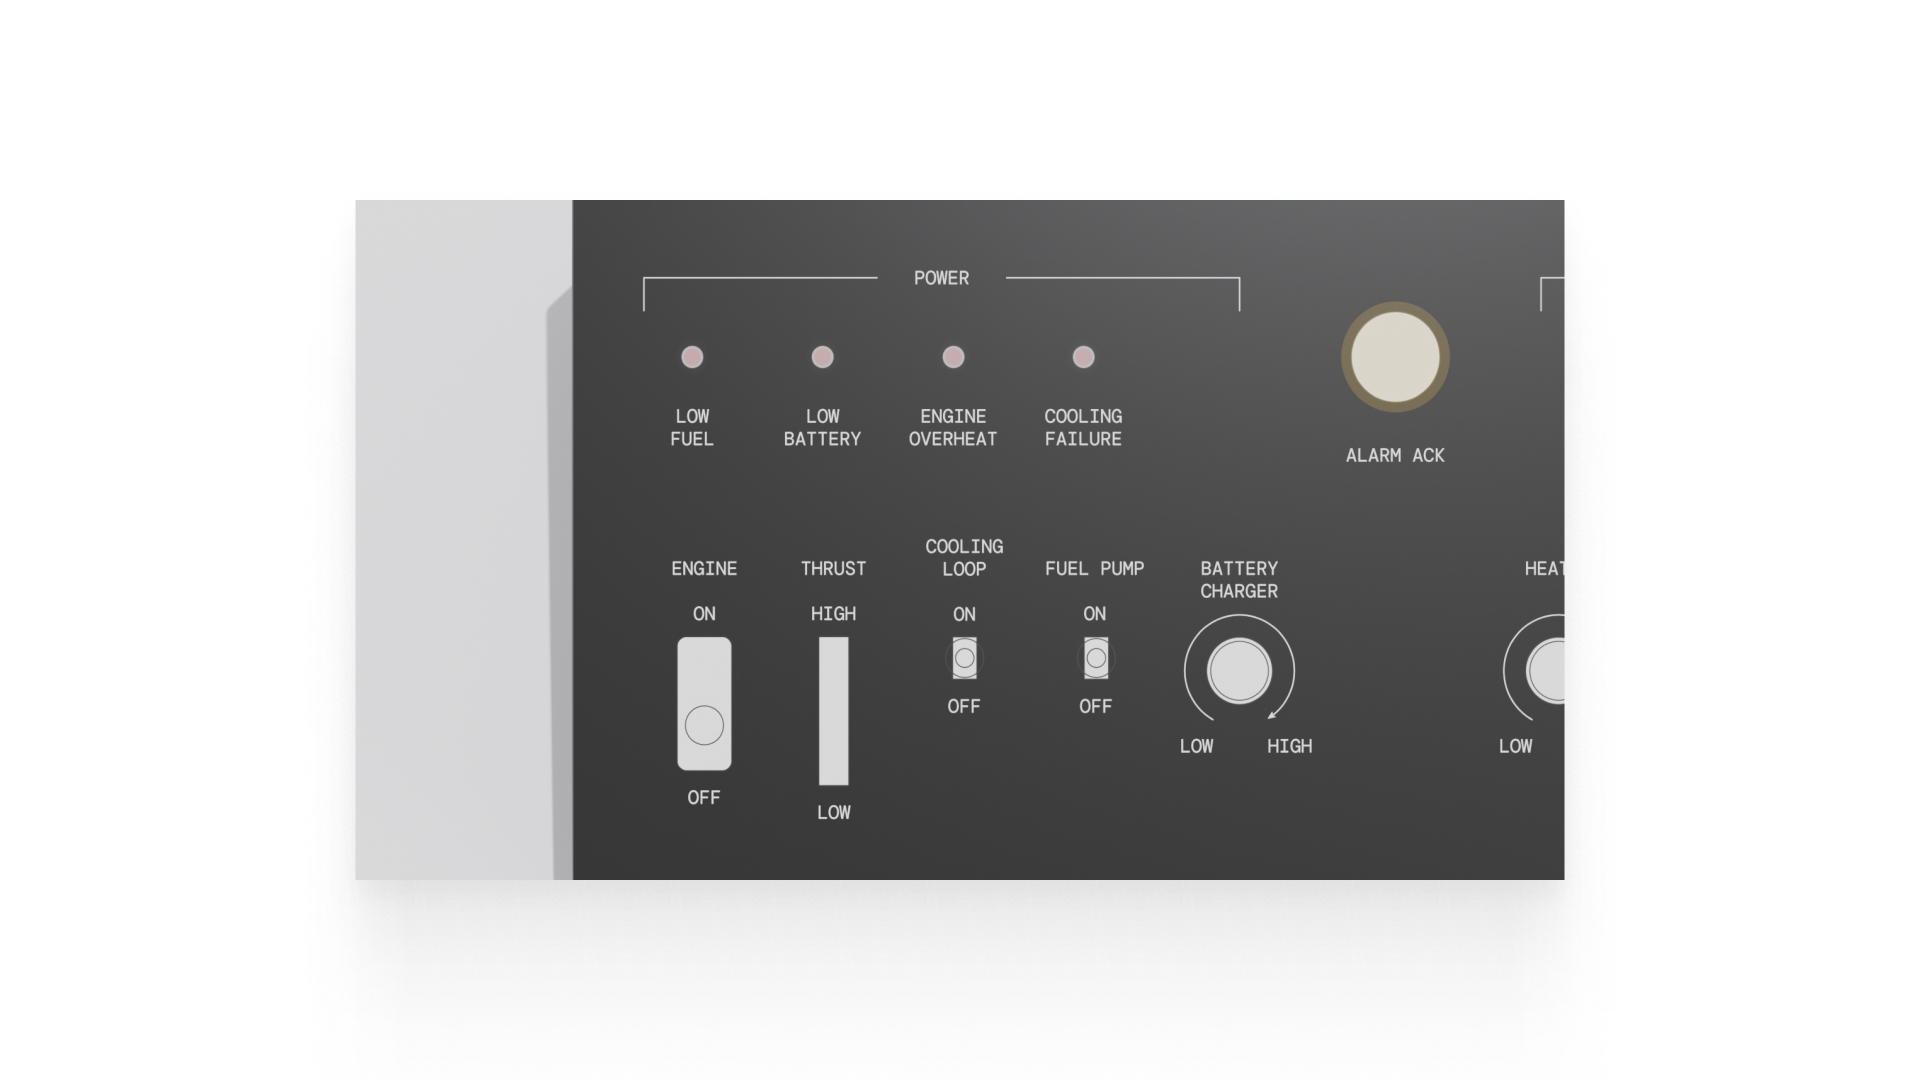 POWER
LOW
FUEL
LOW
BATTERY
ENGINE
OVERHEAT
COOLING
FAILURE
ALARM ACK
ENGINE
ON
OFF
THRUST
HIGH
LOW
COOLING
LOOP
ON
OFF
FUEL PUMP
ON
OFF
BATTERY
CHARGER
LOW
HIGH
HEAT
LOW